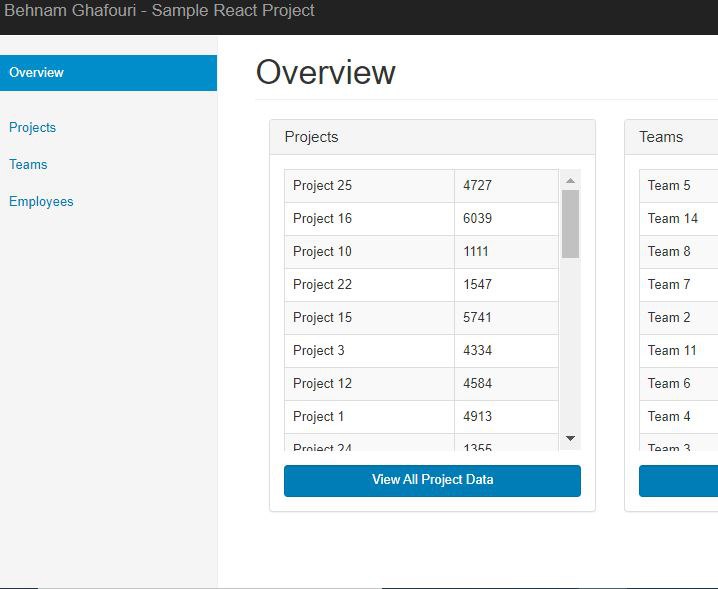 Behnam Ghafouri - Sample React Project
Overview
Projects
Teams
Employees
Overview
Projects
Project 25 4727
Project 16 6039
Project 10 1111
Project 22 1547
Project 15 5741
Project 3 4334
Project 12 4584
Project 1 4913
Project 24 1355
View All Project Data
Teams
Team 5
Team 14
Team 8
Team 7
Team 2
Team 11
Team 6
Team 4
Team 3